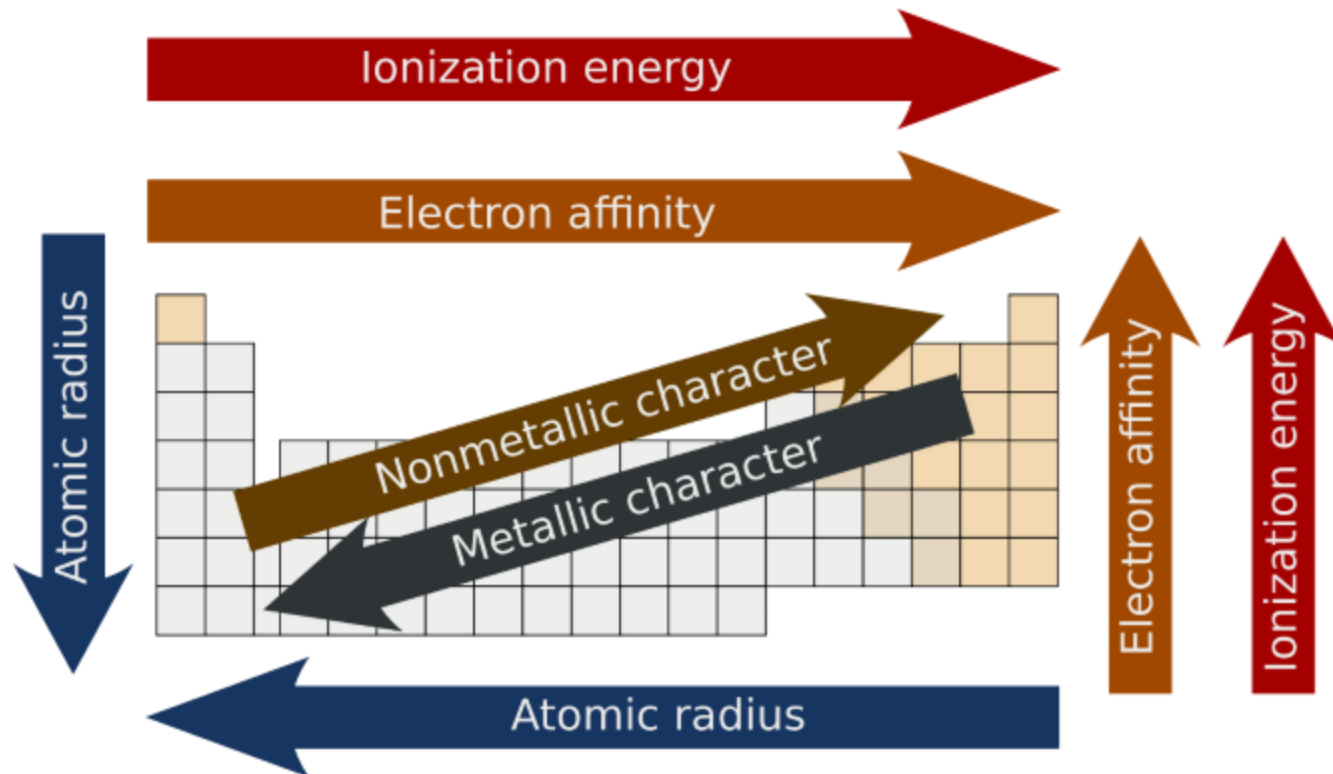 Ionization energy
Electron affinity
Atomic radius
Nonmetallic character
Metallic character
Electron affinity
Ionization energy
Atomic radius